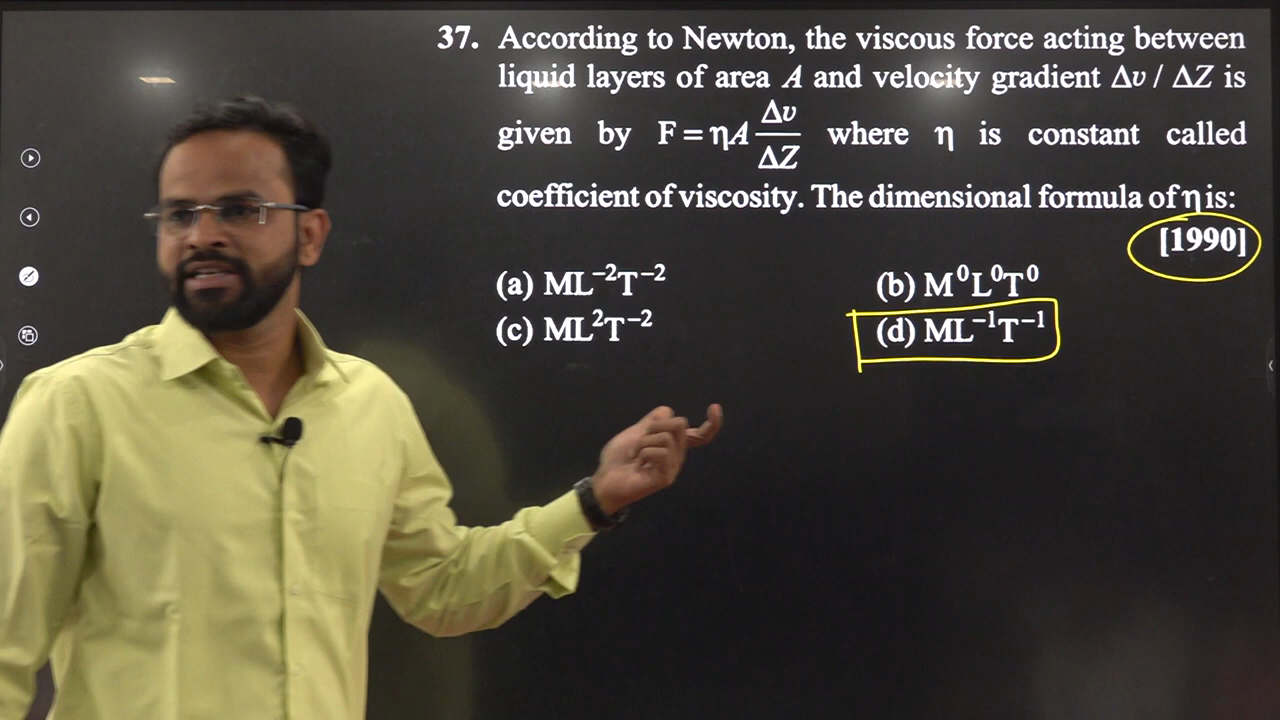 37. According to Newton, the viscous force acting between
liquid layers of area A and velocity gradient Δυ / ΔZ is
given by F = ηA Δυ/ΔZ where η is constant called
coefficient of viscosity. The dimensional formula of η is:
[1990]
(a) ML⁻²T⁻² (b) M⁰L⁰T⁰
(c) ML²T⁻² (d) ML⁻¹T⁻¹